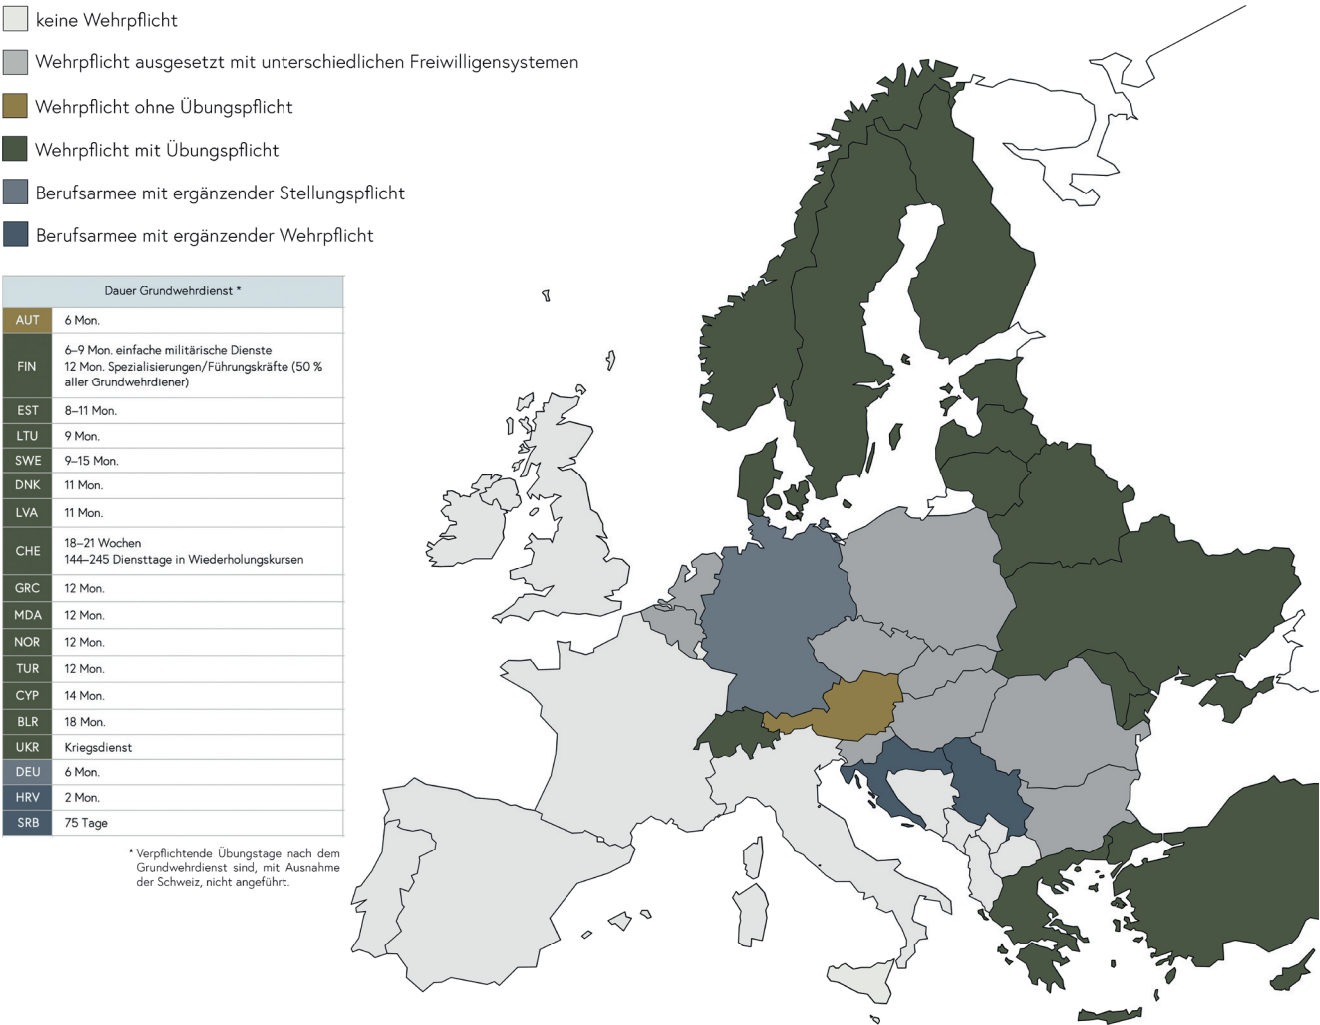 keine Wehrpflicht
Wehrpflicht ausgesetzt mit unterschiedlichen Freiwilligensystemen
Wehrpflicht ohne Übungspflicht
Wehrpflicht mit Übungspflicht
Berufsarmee mit ergänzender Stellungspflicht
Berufsarmee mit ergänzender Wehrpflicht
Dauer Grundwehrdienst *
AUT 6 Mon.
FIN 6–9 Mon. einfache militärische Dienste
12 Mon. Spezialisierungen/Führungskräfte (50 %
aller Grundwehrdiener)
EST 8–11 Mon.
LTU 9 Mon.
SWE 9–15 Mon.
DNK 11 Mon.
LVA 11 Mon.
CHE 18–21 Wochen
144–245 Diensttage in Wiederholungskursen
GRC 12 Mon.
MDA 12 Mon.
NOR 12 Mon.
TUR 12 Mon.
CYP 14 Mon.
BLR 18 Mon.
UKR Kriegsdienst
DEU 6 Mon.
HRV 2 Mon.
SRB 75 Tage
* Verpflichtende Übungstage nach dem
Grundwehrdienst sind, mit Ausnahme
der Schweiz, nicht angeführt.